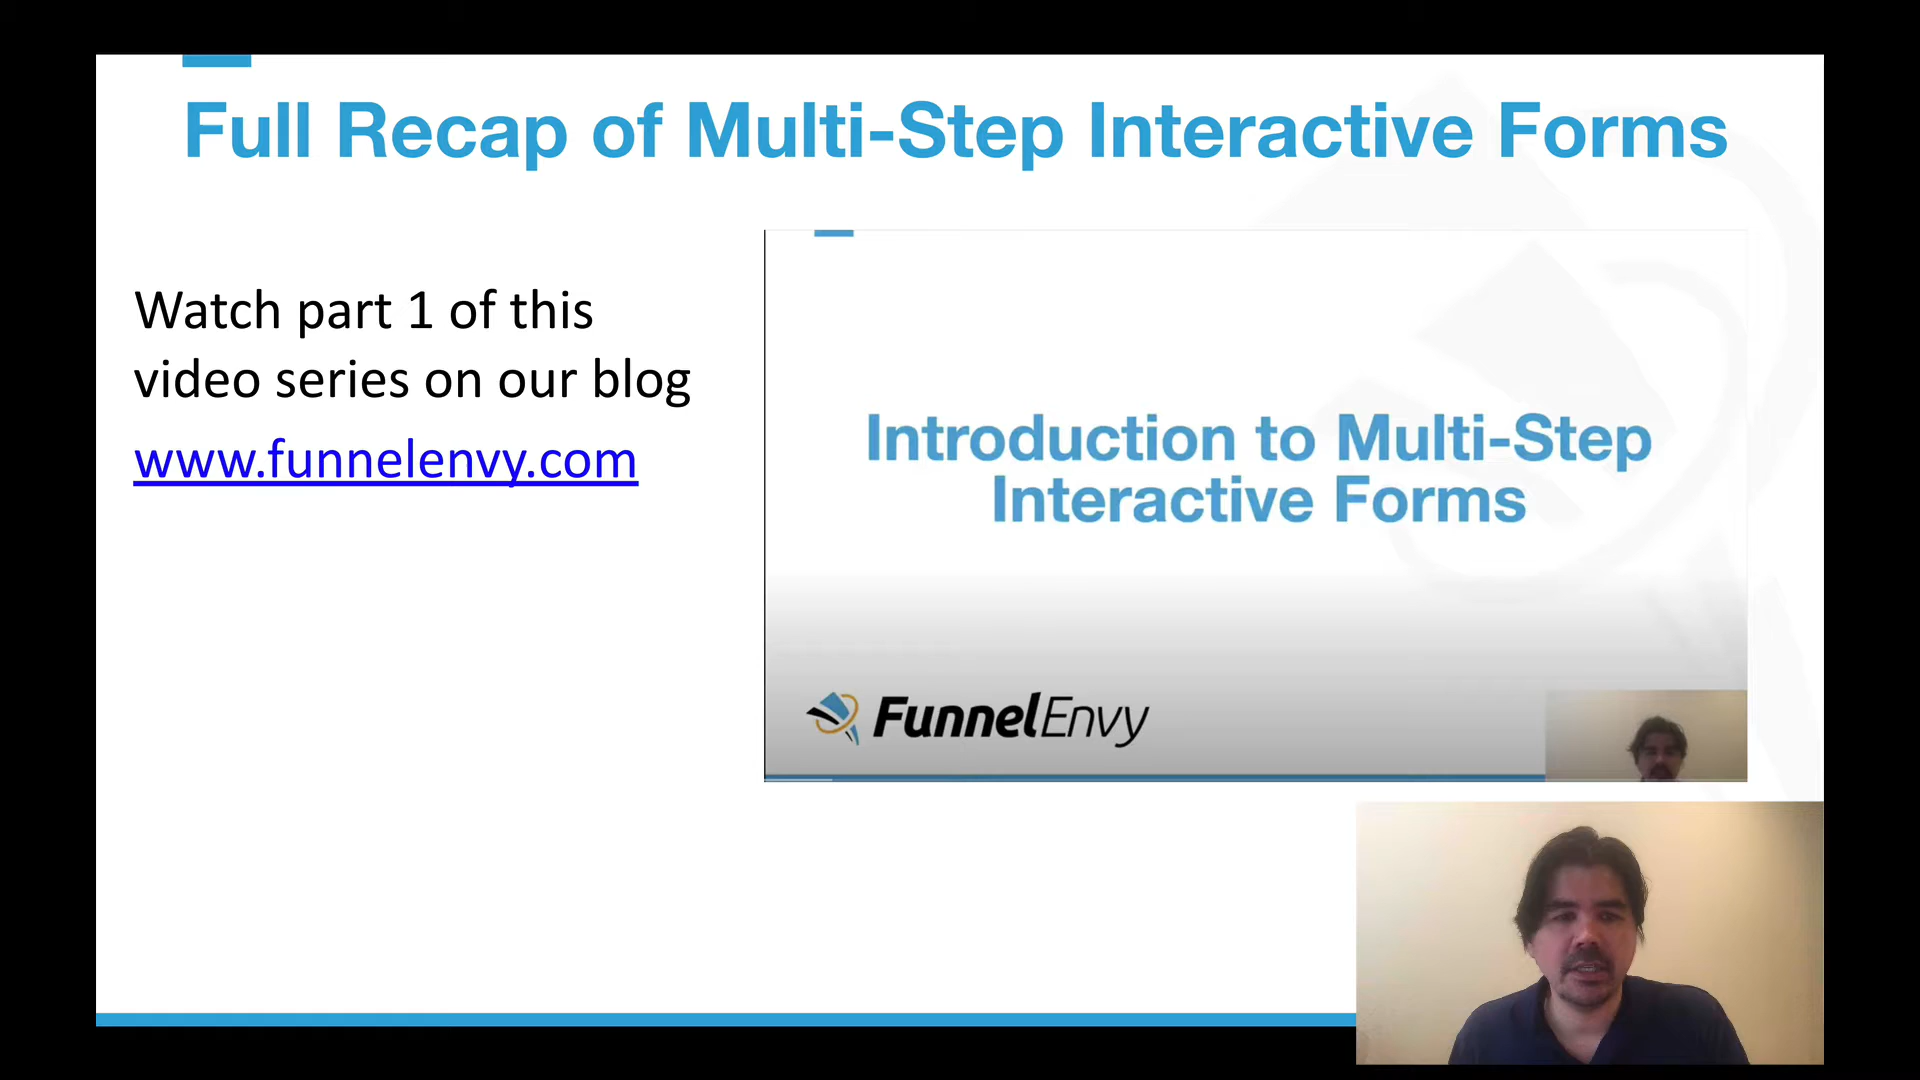 Full Recap of Multi-Step Interactive Forms
Watch part 1 of this
video series on our blog
www.funnelenvy.com
Introduction to Multi-Step
Interactive Forms
FunnelEnvy